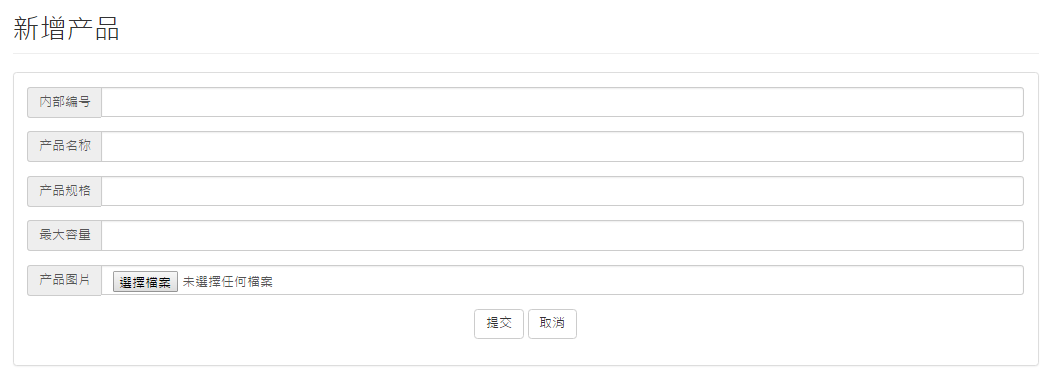 新增产品
内部编号
产品名称
产品规格
最大容量
产品图片 選擇檔案 未選擇任何檔案
提交 取消